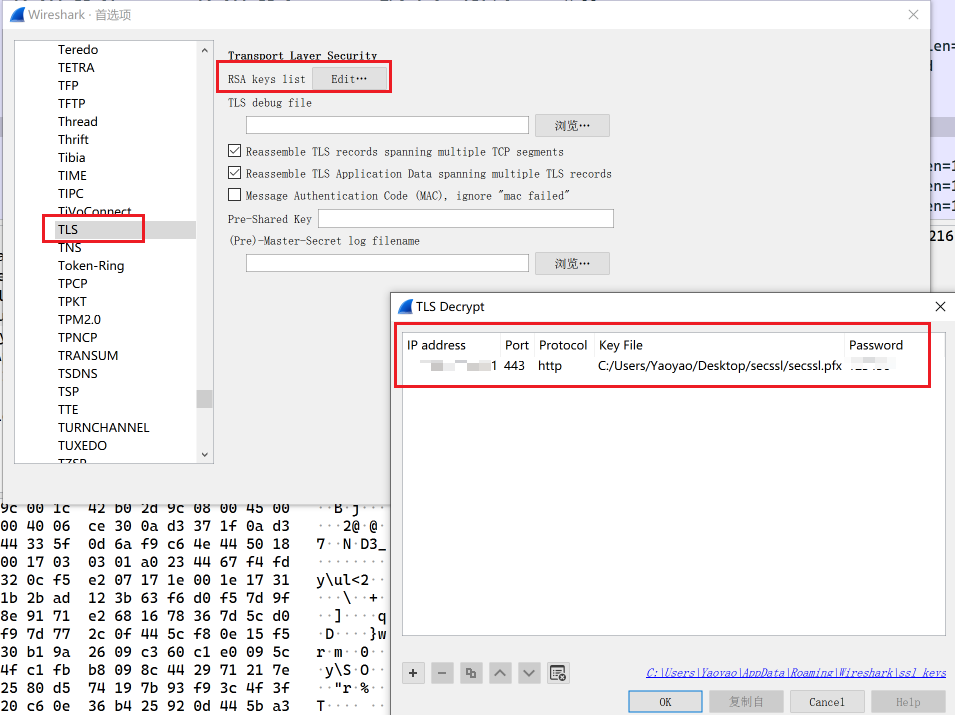 Wireshark · 首选项
Teredo
TETRA
TFP
TFTP
Thread
Thrift
Tibia
TIME
TIPC
TiVoConnect
TLS
TNS
Token-Ring
TPCP
TPKT
TPM2.0
TPNCP
TRANSUM
TSDNS
TSP
TTE
TURNCHANNEL
TUXEDO
TZSP
Transport Layer Security
RSA keys list Edit…
TLS debug file
浏览…
Reassemble TLS records spanning multiple TCP segments
Reassemble TLS Application Data spanning multiple TLS records
Message Authentication Code (MAC), ignore "mac failed"
Pre-Shared Key
(Pre)-Master-Secret log filename
浏览…
len=
en=1
en=1
en=1
216
TLS Decrypt
IP address Port Protocol Key File Password
1 443 http C:/Users/Yaoyao/Desktop/secssl/secssl.pfx
C:\Users\Yaoyao\AppData\Roaming\Wireshark\ssl_keys
OK 复制自 Cancel Help
9c 00 1c 42 b0 2d 9c 08 00 45 00 ··B·j···
00 40 06 ce 30 0a d3 37 1f 0a d3 ···2@·@·
44 33 5f 0d 6a f9 c6 4e 44 50 18 7··N·D3_
00 17 03 03 01 a0 23 44 67 f4 fd ········
32 0c f5 e2 07 17 1e 00 1e 17 31 y\ul<2··
1b 2b ad 12 3b 63 f6 d0 f5 7d 9f ···\··+·
8e 91 71 e2 68 16 78 36 7d 5c d0 ··]····q
f9 7d 77 2c 0f 44 5c f8 0e 15 f5 ·D····}w
30 b1 9a 26 09 c3 60 c1 e0 09 5c r·m··0··
4f c1 fb b8 09 8c 44 29 71 21 7e ·y\S·O··
25 80 d5 74 19 7b 93 f9 3c 4f 3f ··"r·%··
20 c6 0e 36 b4 25 92 0d 44 5b a3 T···· ··